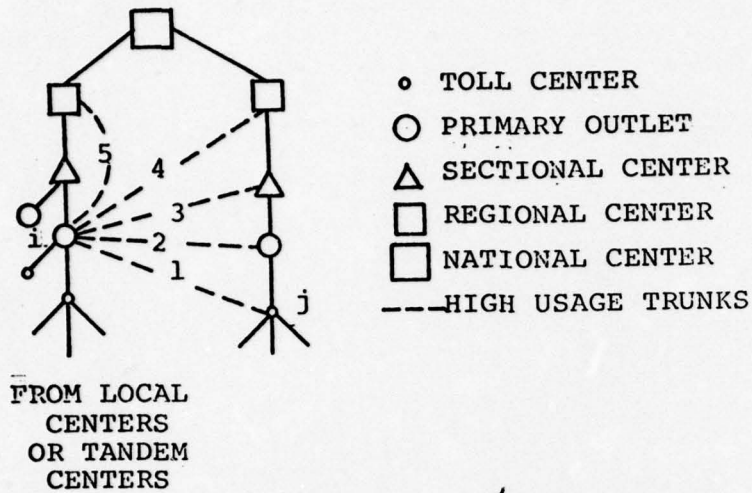 TOLL CENTER
PRIMARY OUTLET
SECTIONAL CENTER
REGIONAL CENTER
NATIONAL CENTER
HIGH USAGE TRUNKS
5
4
3
i
2
1
j
FROM LOCAL
CENTERS
OR TANDEM
CENTERS